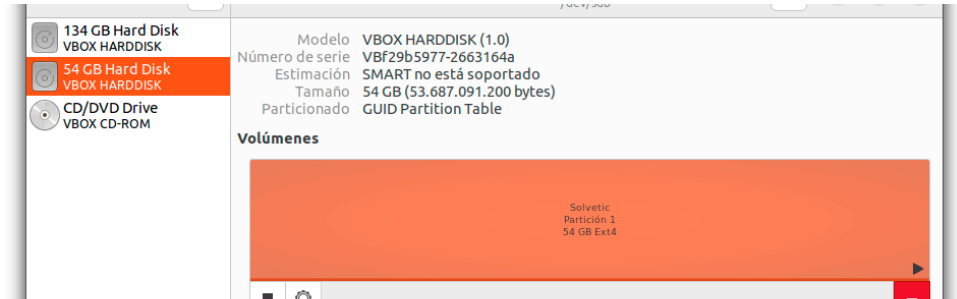 134 GB Hard Disk
VBOX HARDDISK
54 GB Hard Disk
VBOX HARDDISK
CD/DVD Drive
VBOX CD-ROM
/dev/sdb
Modelo VBOX HARDDISK (1.0)
Número de serie VBf29b5977-2663164a
Estimación SMART no está soportado
Tamaño 54 GB (53.687.091.200 bytes)
Particionado GUID Partition Table
Volúmenes
Solvetic
Partición 1
54 GB Ext4